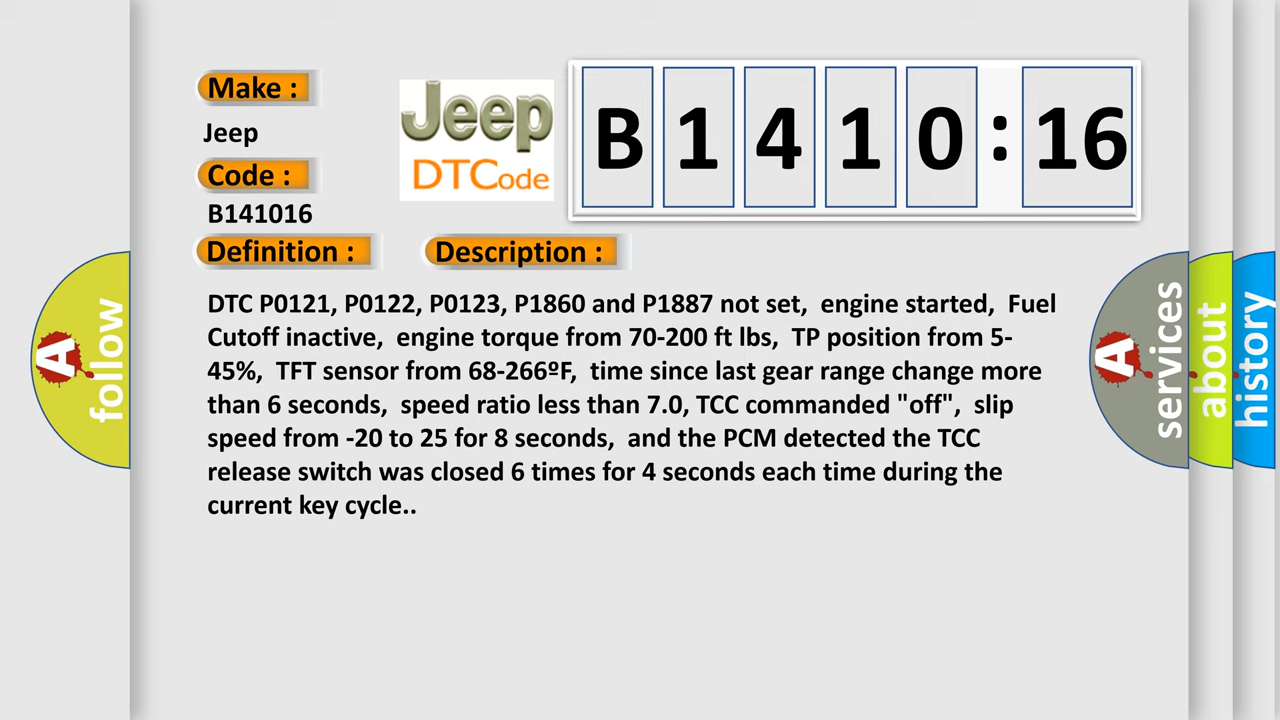 Make :
Jeep
Code :
B141016
Jeep
DTCode
B 1 4 1 0 : 16
Definition :
Description :
DTC P0121, P0122, P0123, P1860 and P1887 not set,  engine started,  Fuel
Cutoff inactive,  engine torque from 70-200 ft lbs,  TP position from 5-
45%,  TFT sensor from 68-266ºF,  time since last gear range change more
than 6 seconds,  speed ratio less than 7.0, TCC commanded "off",  slip
speed from -20 to 25 for 8 seconds,  and the PCM detected the TCC
release switch was closed 6 times for 4 seconds each time during the
current key cycle..
A
follow
A
services
about
history